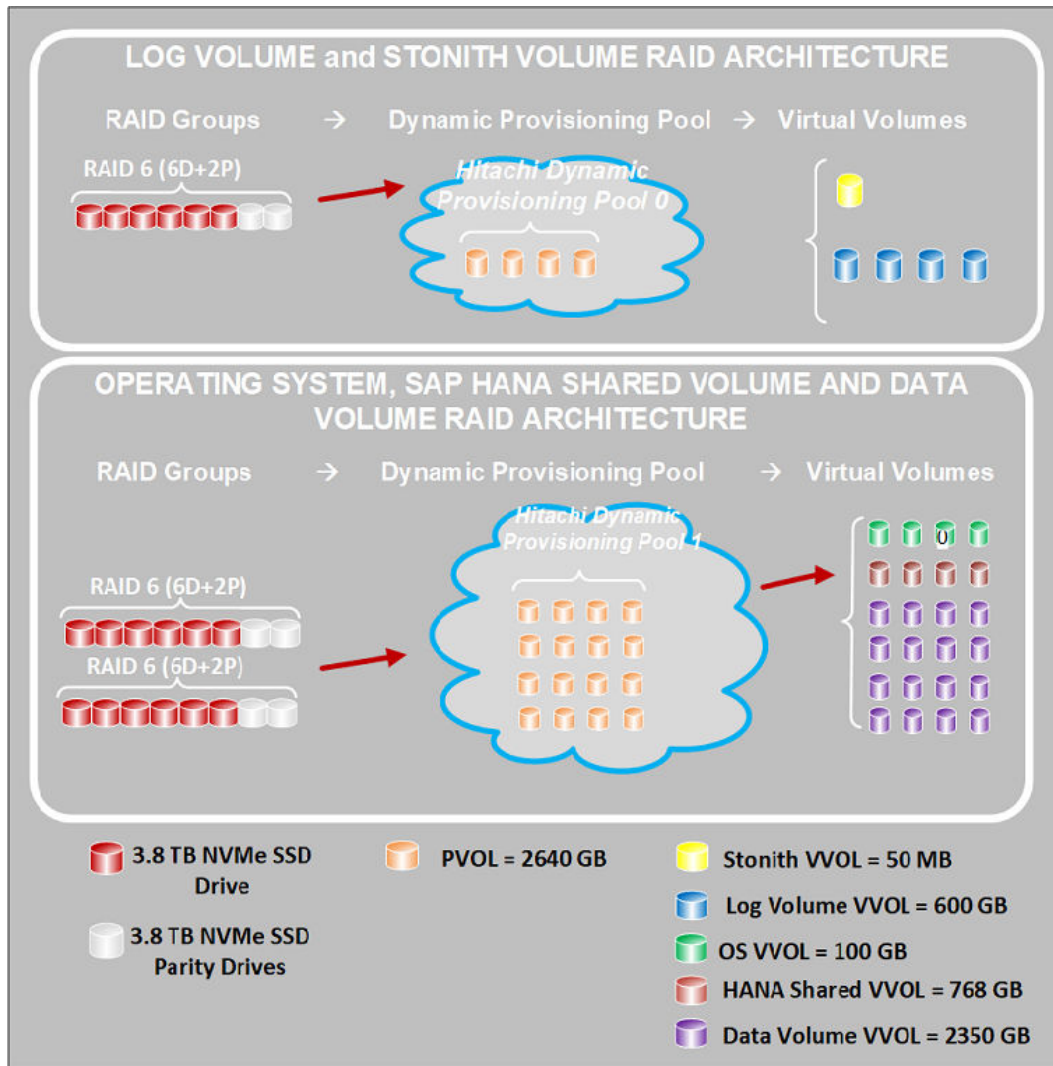 LOG VOLUME and STONITH VOLUME RAID ARCHITECTURE
RAID Groups → Dynamic Provisioning Pool → Virtual Volumes
RAID 6 (6D+2P)
Hitachi Dynamic
Provisioning Pool 0
OPERATING SYSTEM, SAP HANA SHARED VOLUME AND DATA
VOLUME RAID ARCHITECTURE
RAID Groups → Dynamic Provisioning Pool → Virtual Volumes
Hitachi Dynamic
Provisioning Pool 1
0
RAID 6 (6D+2P)
RAID 6 (6D+2P)
3.8 TB NVMe SSD
Drive
3.8 TB NVMe SSD
Parity Drives
PVOL = 2640 GB
Stonith VVOL = 50 MB
Log Volume VVOL = 600 GB
OS VVOL = 100 GB
HANA Shared VVOL = 768 GB
Data Volume VVOL = 2350 GB